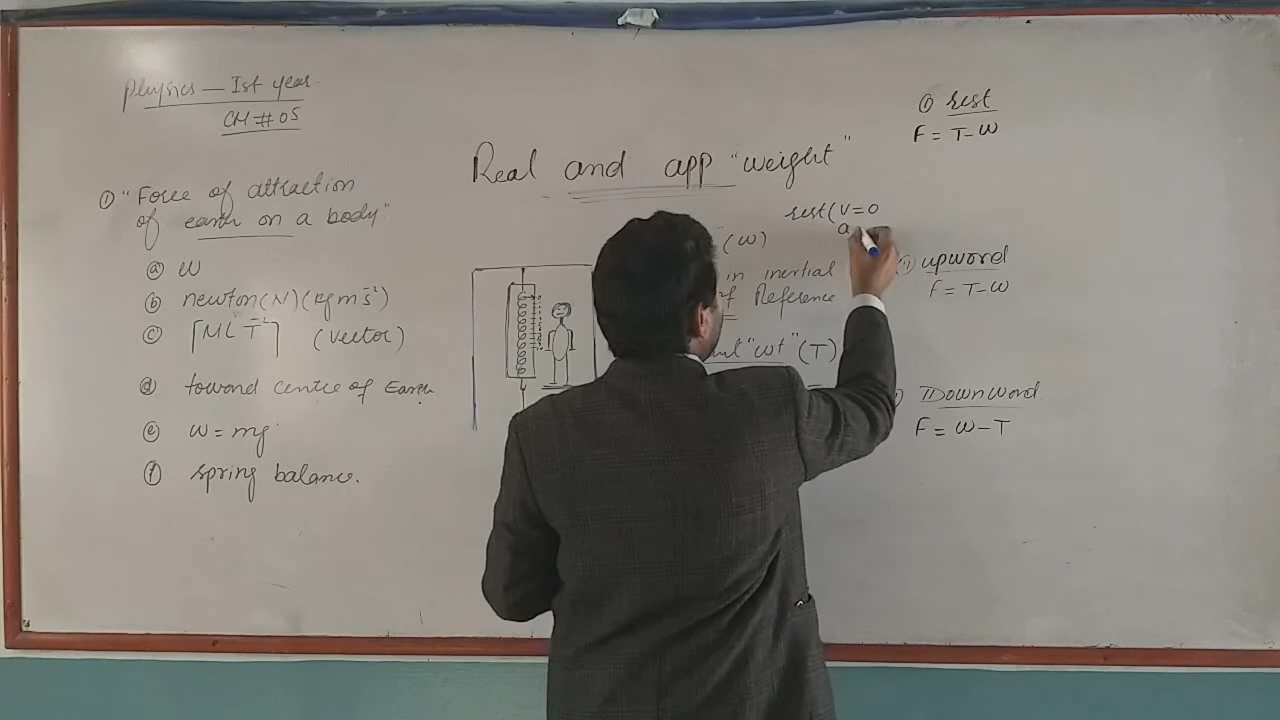 Physics — Ist year
CH # 05
Real and app "weight"
① "Force of attraction
of earth on a body"
ⓐ W
ⓑ newton(N)(kg m s⁻²)
ⓒ [MLT⁻²] (vector)
ⓓ toward centre of Earth.
ⓔ w = mg
ⓕ spring balance.
rest(v=0
a
(w)
in inertial
of Reference
"wt" (T)
① rest
F = T-W
upword
F = T-W
Downword
F = W-T